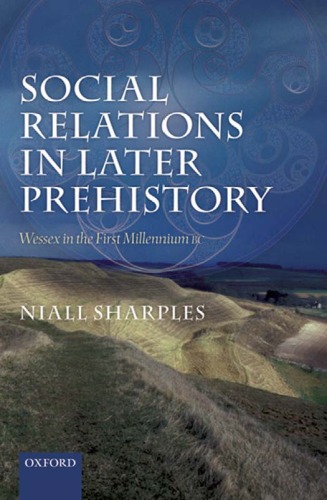 SOCIAL
RELATIONS
IN LATER
PREHISTORY
Wessex in the First Millennium BC
NIALL SHARPLES
OXFORD